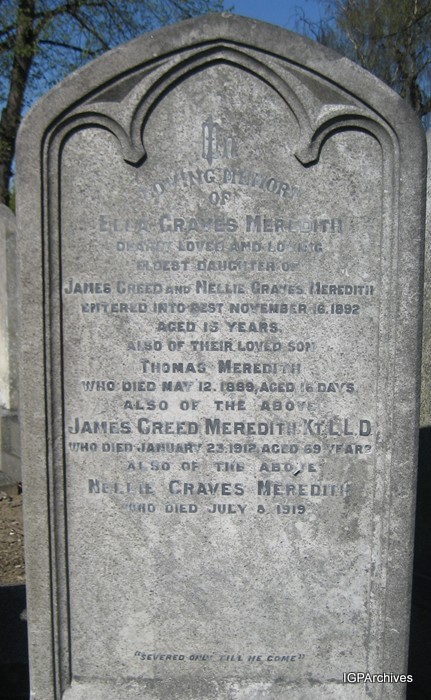 In
LOVING MEMORY
OF
ELLA GRAVES MEREDITH
DEARLY LOVED AND LOVING
ELDEST DAUGHTER OF
JAMES CREED AND NELLIE GRAVES MEREDITH
ENTERED INTO REST NOVEMBER 16. 1892
AGED 15 YEARS.
ALSO OF THEIR LOVED SON
THOMAS MEREDITH
WHO DIED MAY 12. 1889, AGED 16 DAYS.
ALSO OF THE ABOVE
JAMES CREED MEREDITH KT. L.L.D.
WHO DIED JANUARY 23. 1912, AGED 69 YEARS
ALSO OF THE ABOVE
NELLIE GRAVES MEREDITH
WHO DIED JULY 8. 1919.
"SEVERED ONLY TILL HE COME"
IGPArchives